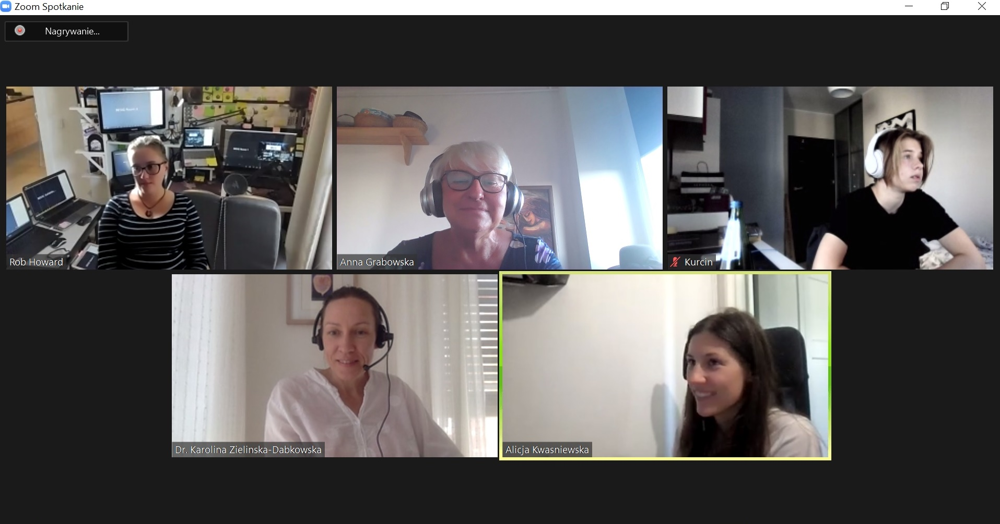 Zoom Spotkanie
Nagrywanie...
Rob Howard
Anna Grabowska
Kurcin
Dr. Karolina Zielinska-Dabkowska
Alicja Kwasniewska